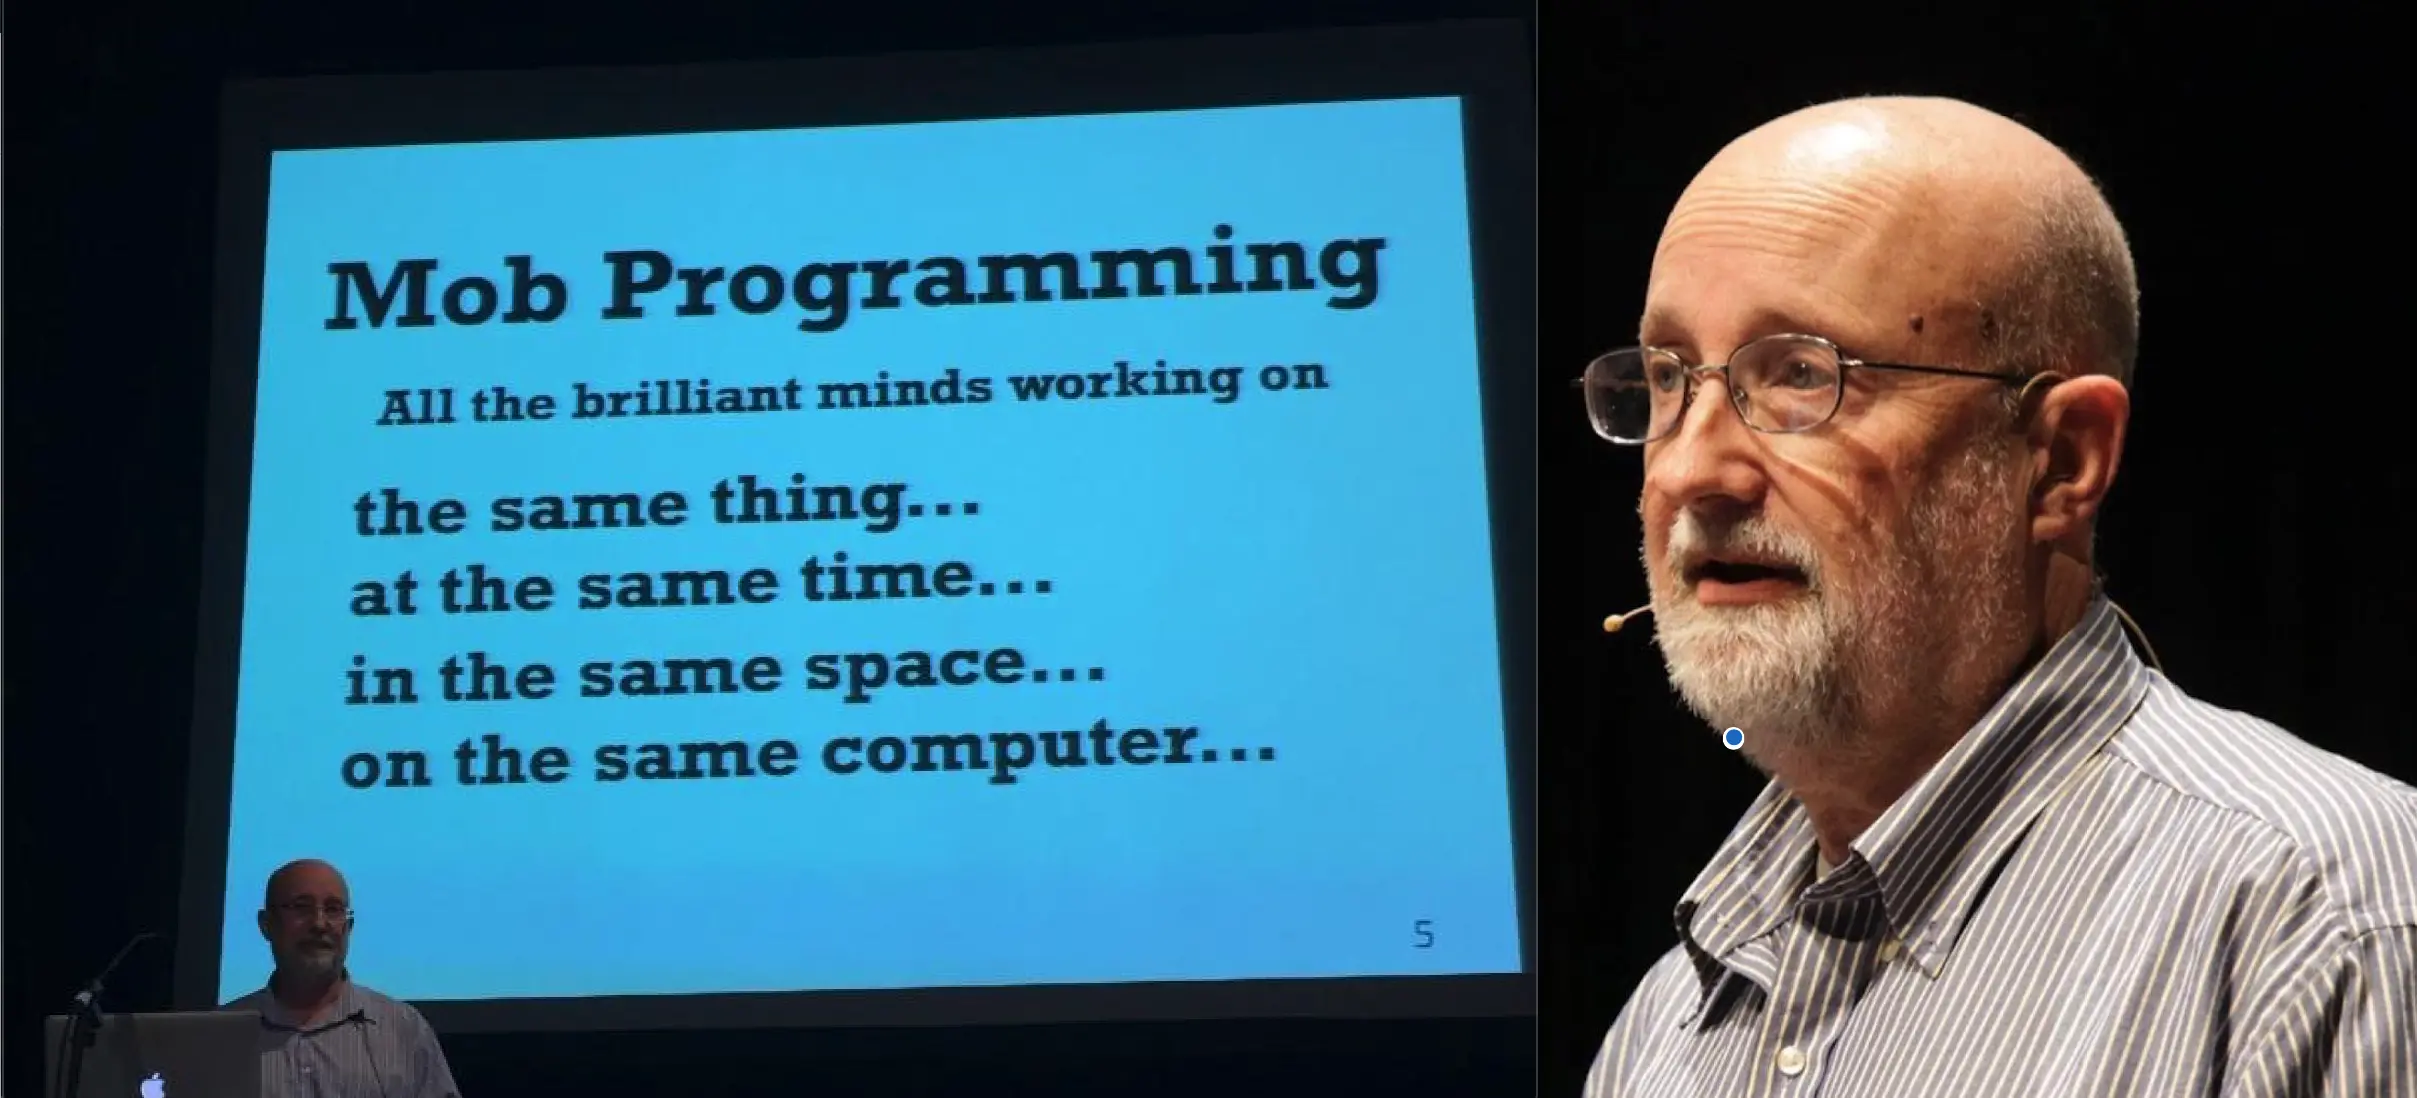 Mob Programming
All the brilliant minds working on
the same thing...
at the same time...
in the same space...
on the same computer...
5